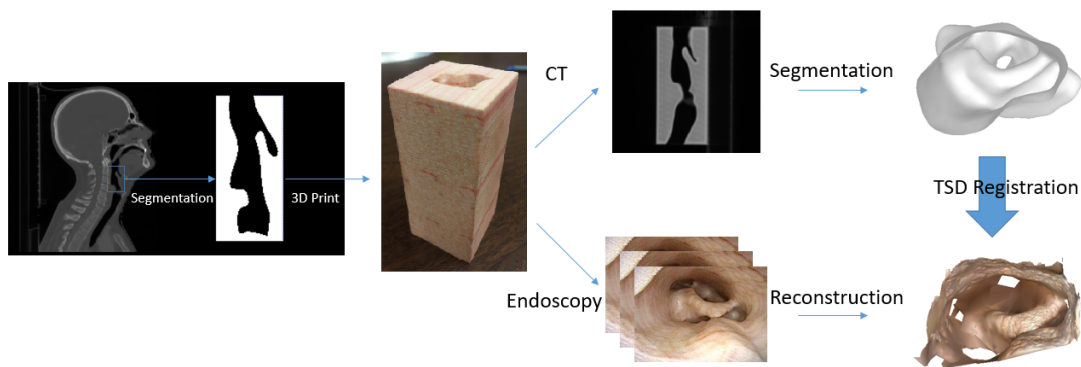 Segmentation
3D Print
CT
Endoscopy
Segmentation
Reconstruction
TSD Registration